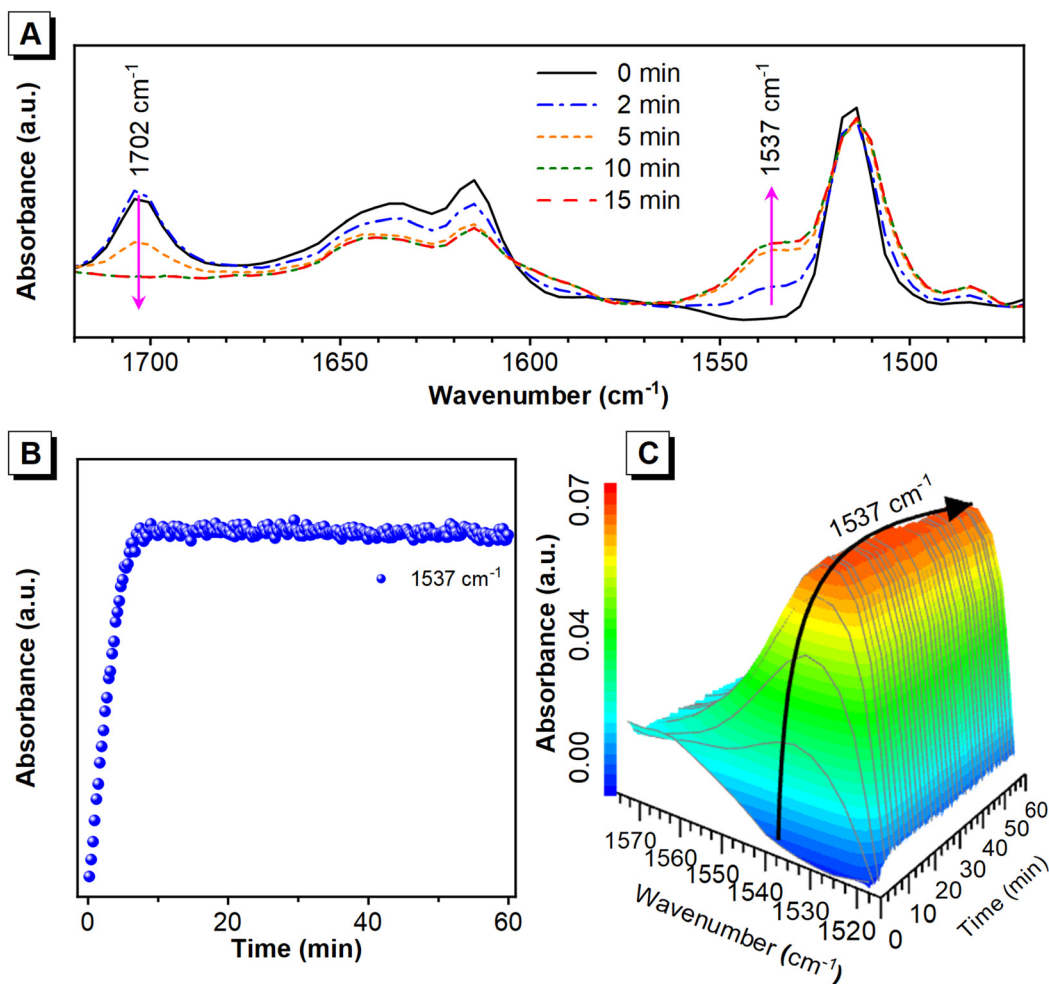 A
Absorbance (a.u.)
1702 cm⁻¹
0 min
2 min
5 min
10 min
15 min
1537 cm⁻¹
1700
1650
1600
1550
1500
Wavenumber (cm⁻¹)
B
Absorbance (a.u.)
1537 cm⁻¹
0
20
40
60
Time (min)
C
Absorbance (a.u.)
0.07
0.04
0.00
1537 cm⁻¹
1570
1560
1550
1540
1530
1520
Wavenumber (cm⁻¹)
0
10
20
30
40
50
60
Time (min)